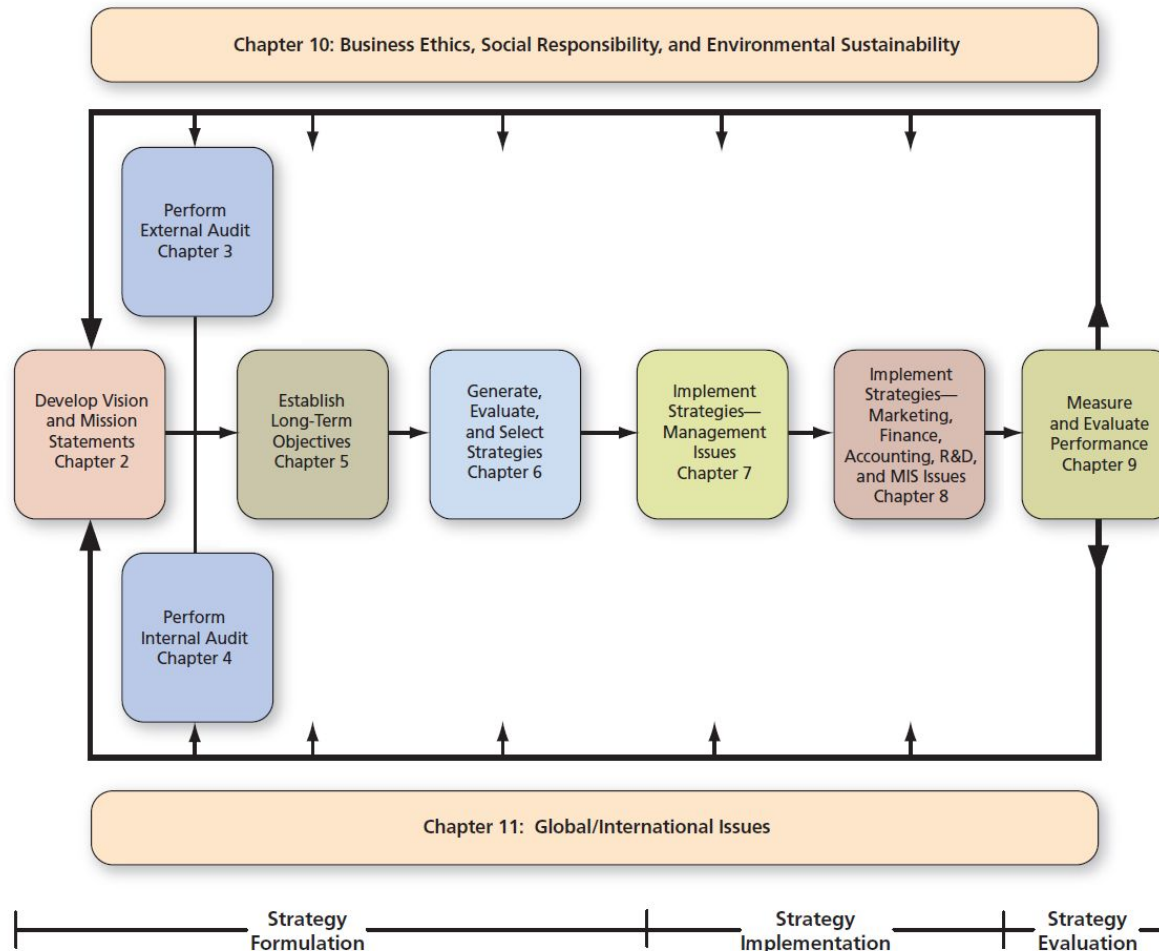 Chapter 10: Business Ethics, Social Responsibility, and Environmental Sustainability
Perform
External Audit
Chapter 3
Develop Vision
and Mission
Statements
Chapter 2
Establish
Long-Term
Objectives
Chapter 5
Generate,
Evaluate,
and Select
Strategies
Chapter 6
Implement
Strategies—
Management
Issues
Chapter 7
Implement
Strategies—
Marketing,
Finance,
Accounting, R&D,
and MIS Issues
Chapter 8
Measure
and Evaluate
Performance
Chapter 9
Perform
Internal Audit
Chapter 4
Chapter 11: Global/International Issues
Strategy
Formulation
Strategy
Implementation
Strategy
Evaluation